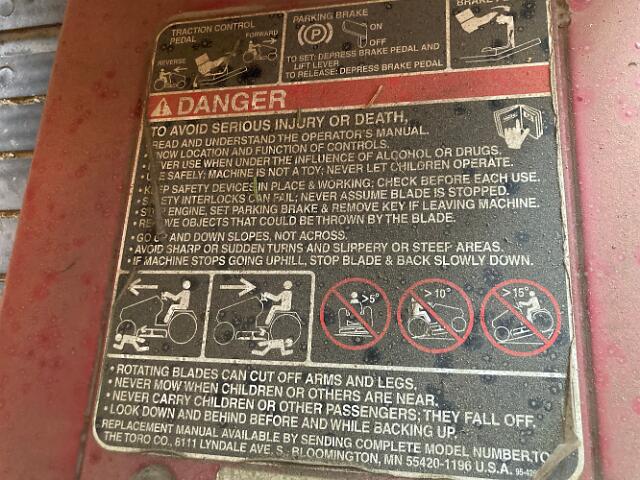 TRACTION CONTROL
PEDAL
REVERSE
FORWARD
PARKING BRAKE
(P)
ON
OFF
TO SET: DEPRESS BRAKE PEDAL AND
LIFT LEVER
TO RELEASE: DEPRESS BRAKE PEDAL
DANGER
TO AVOID SERIOUS INJURY OR DEATH,
• READ AND UNDERSTAND THE OPERATOR'S MANUAL.
• KNOW LOCATION AND FUNCTION OF CONTROLS.
• NEVER USE WHEN UNDER THE INFLUENCE OF ALCOHOL OR DRUGS.
• USE SAFELY; MACHINE IS NOT A TOY; NEVER LET CHILDREN OPERATE.
• KEEP SAFETY DEVICES IN PLACE & WORKING; CHECK BEFORE EACH USE.
• SAFETY INTERLOCKS CAN FAIL; NEVER ASSUME BLADE IS STOPPED.
• STOP ENGINE, SET PARKING BRAKE & REMOVE KEY IF LEAVING MACHINE.
• REMOVE OBJECTS THAT COULD BE THROWN BY THE BLADE.
• GO UP AND DOWN SLOPES, NOT ACROSS.
• AVOID SHARP OR SUDDEN TURNS AND SLIPPERY OR STEEP AREAS.
• IF MACHINE STOPS GOING UPHILL, STOP BLADE & BACK SLOWLY DOWN.
>5°
>10°
>15°
• ROTATING BLADES CAN CUT OFF ARMS AND LEGS,
• NEVER MOW WHEN CHILDREN OR OTHERS ARE NEAR.
• NEVER CARRY CHILDREN OR OTHER PASSENGERS; THEY FALL OFF.
• LOOK DOWN AND BEHIND BEFORE AND WHILE BACKING UP.
REPLACEMENT MANUAL AVAILABLE BY SENDING COMPLETE MODEL NUMBER TO
THE TORO CO., 8111 LYNDALE AVE. S., BLOOMINGTON, MN 55420-1196 U.S.A.